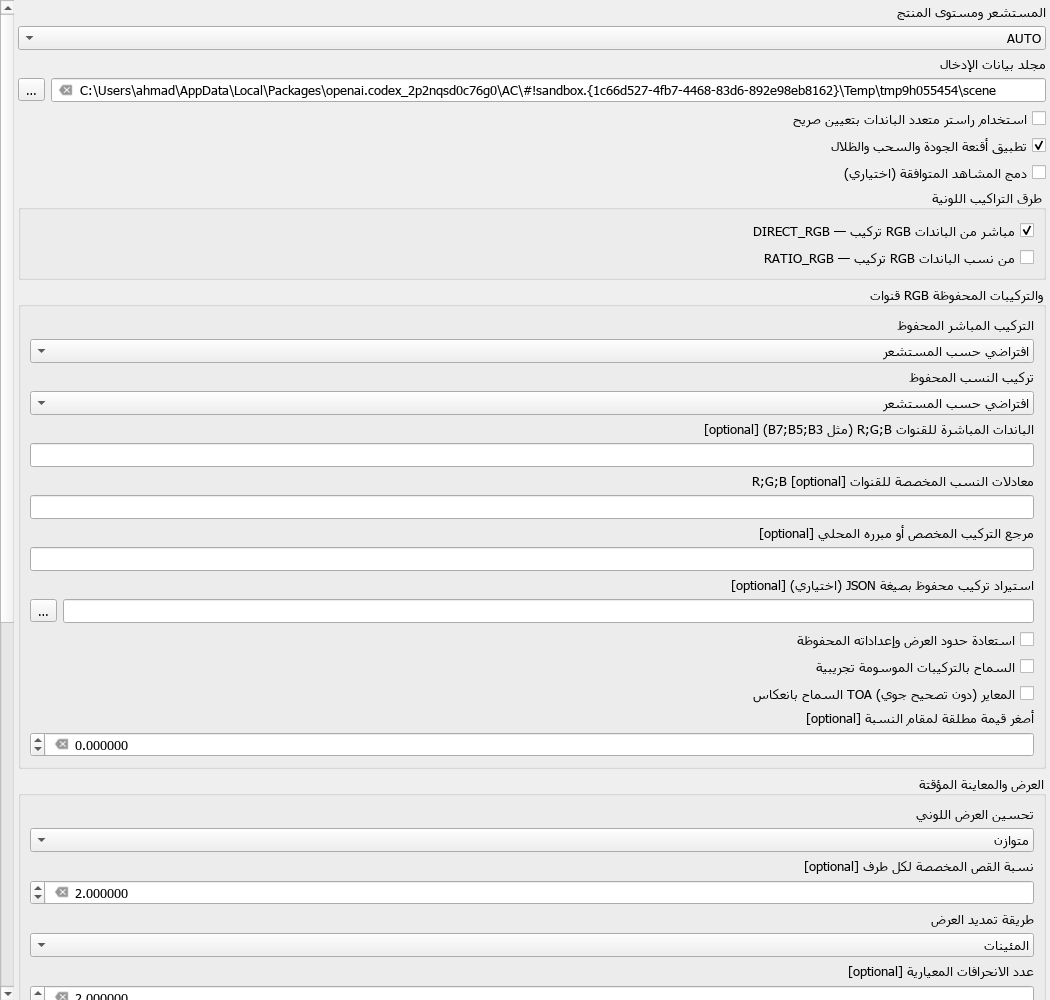 المستشعر ومستوى المنتج
AUTO
مجلد بيانات الإدخال
... C:\Users\ahmad\AppData\Local\Packages\openai.codex_2p2nqsd0c76g0\AC\#!sandbox.{1c66d527-4fb7-4468-83d6-892e98eb8162}\Temp\tmp9h055454\scene
استخدام راستر متعدد الباندات بتعيين صريح
تطبيق أقنعة الجودة والسحب والظلال
دمج المشاهد المتوافقة (اختياري)
طرق التراكيب اللونية
DIRECT_RGB — تركيب RGB مباشر من الباندات
RATIO_RGB — تركيب RGB من نسب الباندات
قنوات RGB والتركيبات المحفوظة
التركيب المباشر المحفوظ
افتراضي حسب المستشعر
تركيب النسب المحفوظ
افتراضي حسب المستشعر
الباندات المباشرة للقنوات R;G;B (مثل B7;B5;B3) [optional]
معادلات النسب المخصصة للقنوات R;G;B [optional]
مرجع التركيب المخصص أو مبرره المحلي [optional]
استيراد تركيب محفوظ بصيغة JSON (اختياري) [optional]
...
استعادة حدود العرض وإعداداته المحفوظة
السماح بالتركيبات الموسومة تجريبية
السماح بانعكاس TOA المعاير (دون تصحيح جوي)
أصغر قيمة مطلقة لمقام النسبة [optional]
0.000000
العرض والمعاينة المؤقتة
تحسين العرض اللوني
متوازن
نسبة القص المخصصة لكل طرف [optional]
2.000000
طريقة تمديد العرض
المئينات
عدد الانحرافات المعيارية [optional]
2.000000